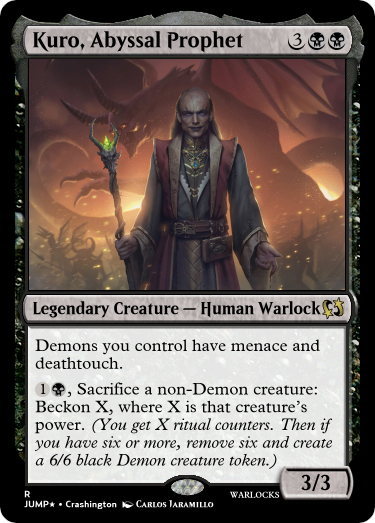 Kuro, Abyssal Prophet 3
Legendary Creature — Human Warlock
Demons you control have menace and
deathtouch.
1, Sacrifice a non-Demon creature:
Beckon X, where X is that creature's
power. (You get X ritual counters. Then if
you have six or more, remove six and create
a 6/6 black Demon creature token.)
3/3
R WARLOCKS
JUMP★ • Crashington Carlos Jaramillo